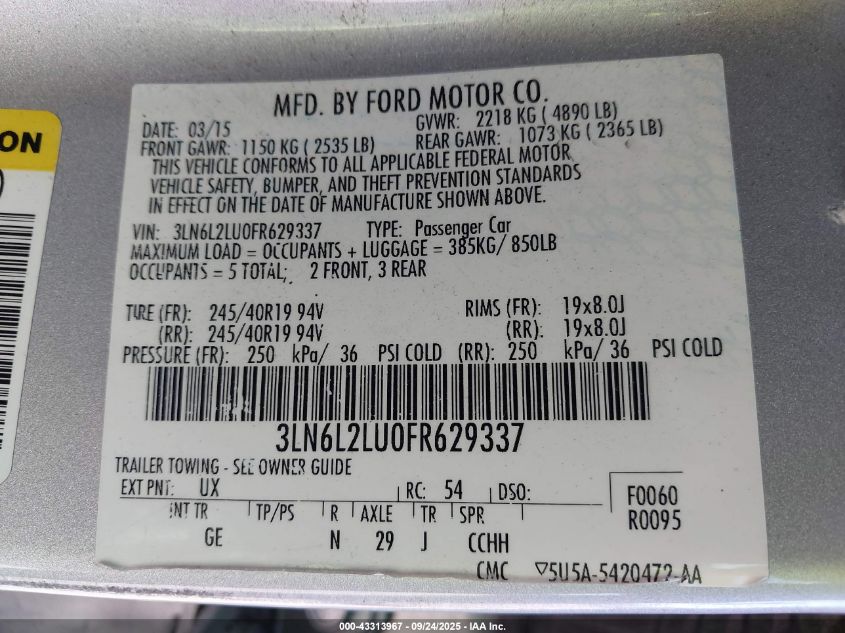 ON
MFD. BY FORD MOTOR CO.
DATE: 03/15 GVWR: 2218 KG ( 4890 LB)
FRONT GAWR: 1150 KG ( 2535 LB) REAR GAWR: 1073 KG ( 2365 LB)
THIS VEHICLE CONFORMS TO ALL APPLICABLE FEDERAL MOTOR
VEHICLE SAFETY, BUMPER, AND THEFT PREVENTION STANDARDS
IN EFFECT ON THE DATE OF MANUFACTURE SHOWN ABOVE.
VIN: 3LN6L2LU0FR629337 TYPE: Passenger Car
MAXIMUM LOAD = OCCUPANTS + LUGGAGE = 385KG/ 850LB
OCCUPANTS = 5 TOTAL; 2 FRONT, 3 REAR
TIRE (FR): 245/40R19 94V RIMS (FR): 19x8.0J
(RR): 245/40R19 94V (RR): 19x8.0J
PRESSURE (FR): 250 kPa/ 36 PSI COLD (RR): 250 kPa/ 36 PSI COLD
3LN6L2LU0FR629337
TRAILER TOWING - SEE OWNER GUIDE
EXT PNT: UX RC: 54 DSO: F0060
INT TR TP/PS R AXLE TR SPR R0095
GE N 29 J CCHH
CMC ▽5U5A-5420472-AA
000-43313967 - 09/24/2025 - IAA Inc.